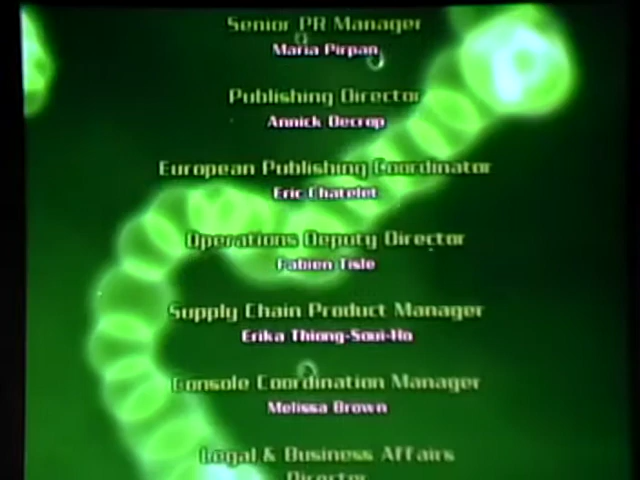 Senior PR Manager
Maria Pirpan
Publishing Director
Annick Decrop
European Publishing Coordinator
Eric Chatelet
Operations Deputy Director
Fabien Tisle
Supply Chain Product Manager
Erika Thiong-Soui-Ho
Console Coordination Manager
Melissa Brown
Legal & Business Affairs
Director